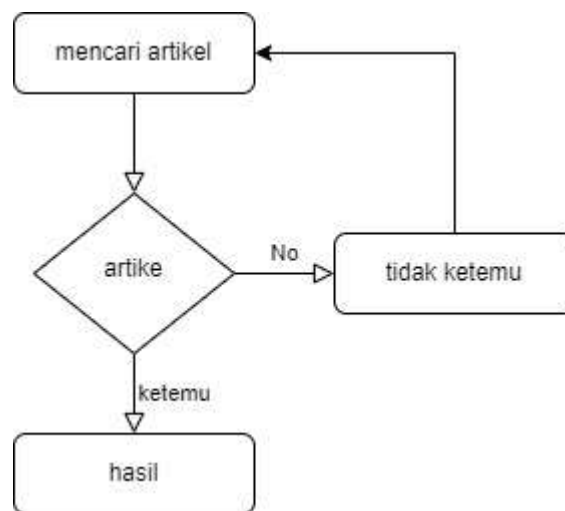 mencari artikel
artike
No
tidak ketemu
ketemu
hasil